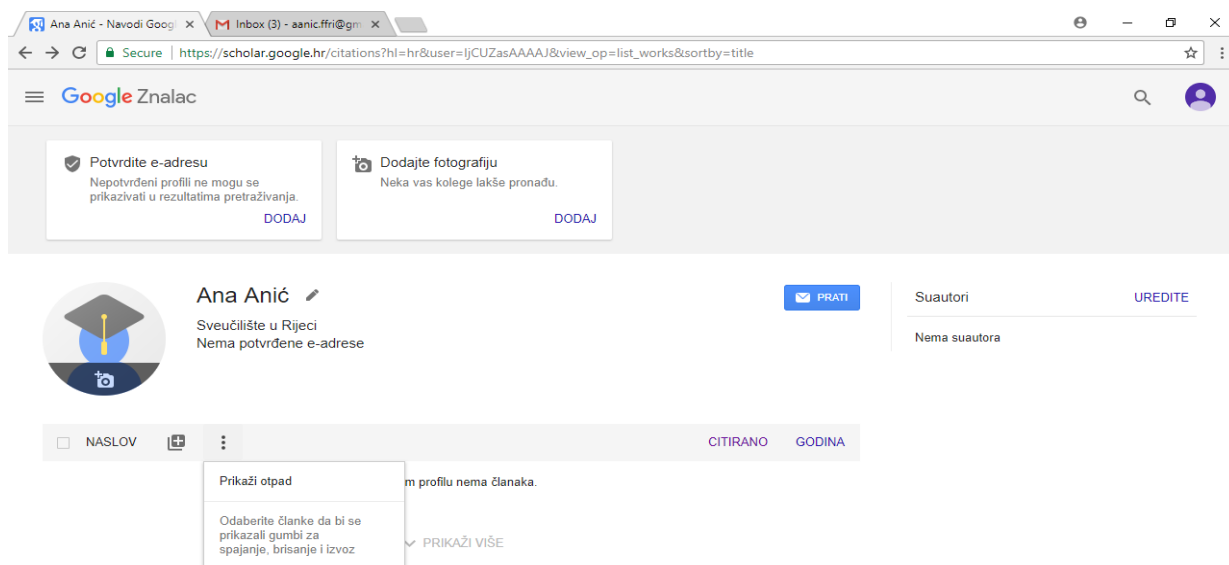 Ana Anić - Navodi Googl
Inbox (3) - aanic.ffri@gm
Secure
https://scholar.google.hr/citations?hl=hr&user=IjCUZasAAAAJ&view_op=list_works&sortby=title
Google Znalac
Potvrdite e-adresu
Nepotvrđeni profili ne mogu se
prikazivati u rezultatima pretraživanja.
DODAJ
Dodajte fotografiju
Neka vas kolege lakše pronađu.
DODAJ
Ana Anić
Sveučilište u Rijeci
Nema potvrđene e-adrese
PRATI
Suautori
UREDITE
Nema suautora
NASLOV
CITIRANO
GODINA
Prikaži otpad
m profilu nema članaka.
Odaberite članke da bi se
prikazali gumbi za
spajanje, brisanje i izvoz
PRIKAŽI VIŠE